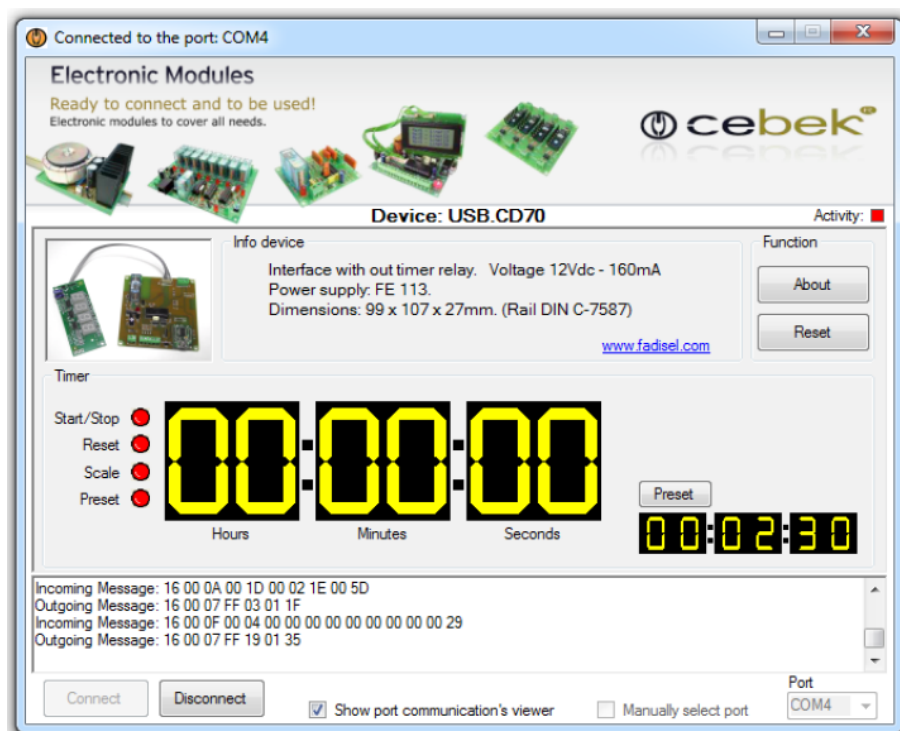 Connected to the port: COM4
Electronic Modules
Ready to connect and to be used!
Electronic modules to cover all needs.
cebek
Device: USB.CD70
Activity:
Info device
Interface with out timer relay. Voltage 12Vdc - 160mA
Power supply: FE 113.
Dimensions: 99 x 107 x 27mm. (Rail DIN C-7587)
www.fadisel.com
Function
About
Reset
Timer
Start/Stop
Reset
Scale
Preset
00:00:00
Hours Minutes Seconds
Preset
00:02:30
Incoming Message: 16 00 0A 00 1D 00 02 1E 00 5D
Outgoing Message: 16 00 07 FF 03 01 1F
Incoming Message: 16 00 0F 00 04 00 00 00 00 00 00 00 00 00 29
Outgoing Message: 16 00 07 FF 19 01 35
Connect
Disconnect
Show port communication's viewer
Manually select port
Port
COM4